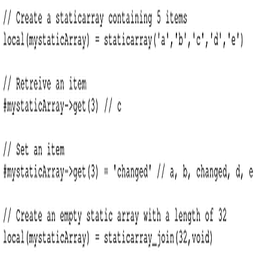 // Create a staticarray containing 5 items
local(mystaticArray) = staticarray('a','b','c','d','e')
// Retreive an item
#mystaticArray->get(3) // c
// Set an item
#mystaticArray->get(3) = 'changed' // a, b, changed, d, e
// Create an empty static array with a length of 32
local(mystaticArray) = staticarray_join(32,void)